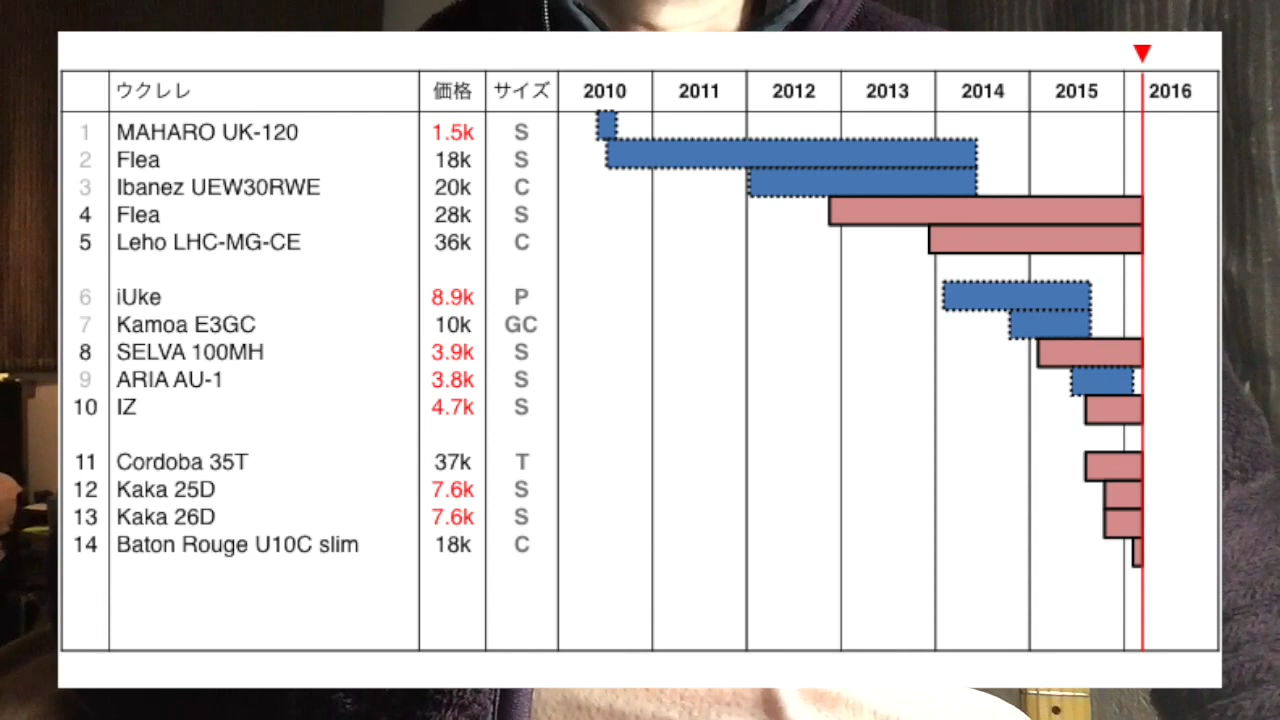 ウクレレ 価格 サイズ 2010 2011 2012 2013 2014 2015 2016
1 MAHARO UK-120 1.5k S
2 Flea 18k S
3 Ibanez UEW30RWE 20k C
4 Flea 28k S
5 Leho LHC-MG-CE 36k C
6 iUke 8.9k P
7 Kamoa E3GC 10k GC
8 SELVA 100MH 3.9k S
9 ARIA AU-1 3.8k S
10 IZ 4.7k S
11 Cordoba 35T 37k T
12 Kaka 25D 7.6k S
13 Kaka 26D 7.6k S
14 Baton Rouge U10C slim 18k C